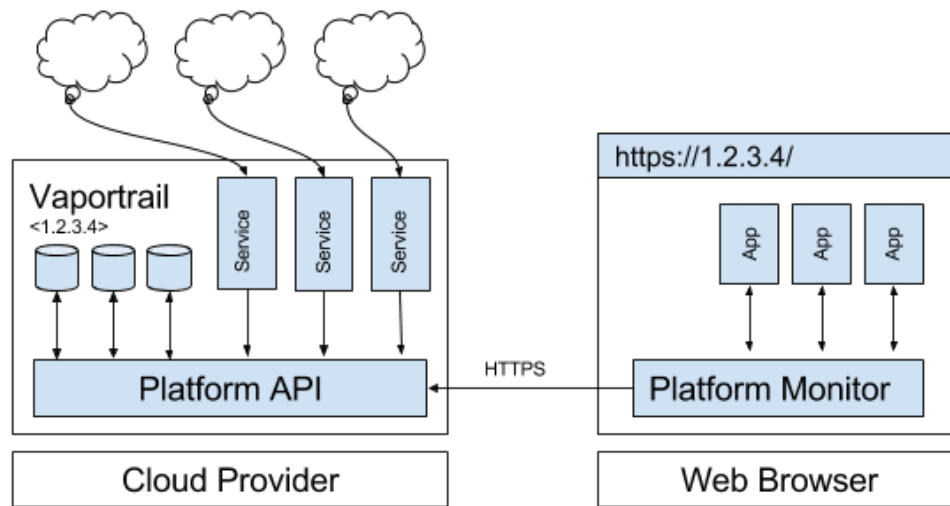 https://1.2.3.4/
Vaportrail
<1.2.3.4>
Service
Service
Service
App
App
App
Platform API
HTTPS
Platform Monitor
Cloud Provider
Web Browser